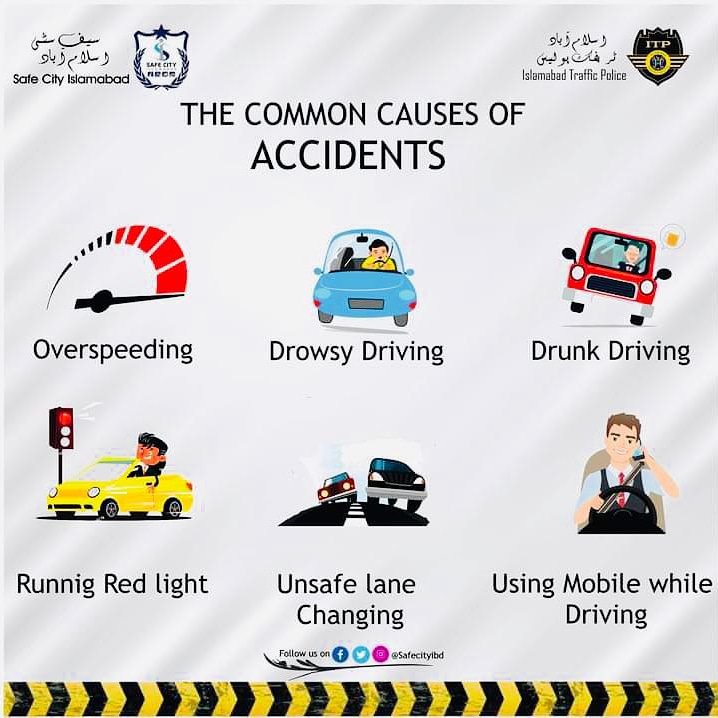 سیف سٹی
اسلام آباد
Safe City Islamabad
SAFE CITY
اسلام آباد
ٹریفک پولیس
Islamabad Traffic Police
ITP
THE COMMON CAUSES OF
ACCIDENTS
Overspeeding
Drowsy Driving
Drunk Driving
Runnig Red light
Unsafe lane
Changing
Using Mobile while
Driving
Follow us on @Safecityibd